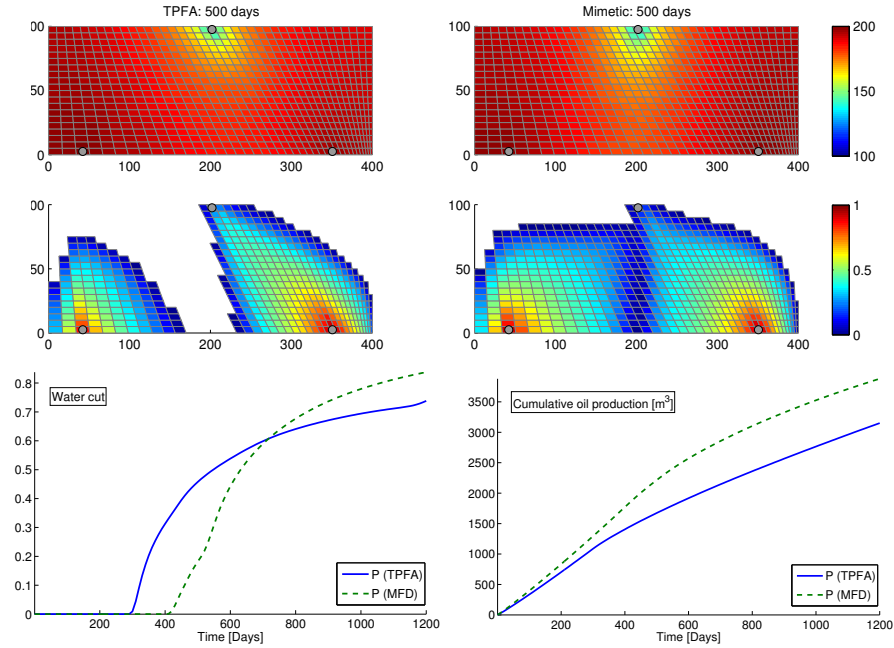 TPFA: 500 days
Mimetic: 500 days
00
50
0
0 100 200 300 400
100
50
0
0 100 200 300 400
200
150
100
00
50
0
0 100 200 300 400
100
50
0
0 100 200 300 400
1
0.5
0
Water cut
0.8
0.7
0.6
0.5
0.4
0.3
0.2
0.1
0
200 400 600 800 1000 1200
Time [Days]
P (TPFA)
P (MFD)
Cumulative oil production [m³]
3500
3000
2500
2000
1500
1000
500
0
200 400 600 800 1000 1200
Time [Days]
P (TPFA)
P (MFD)